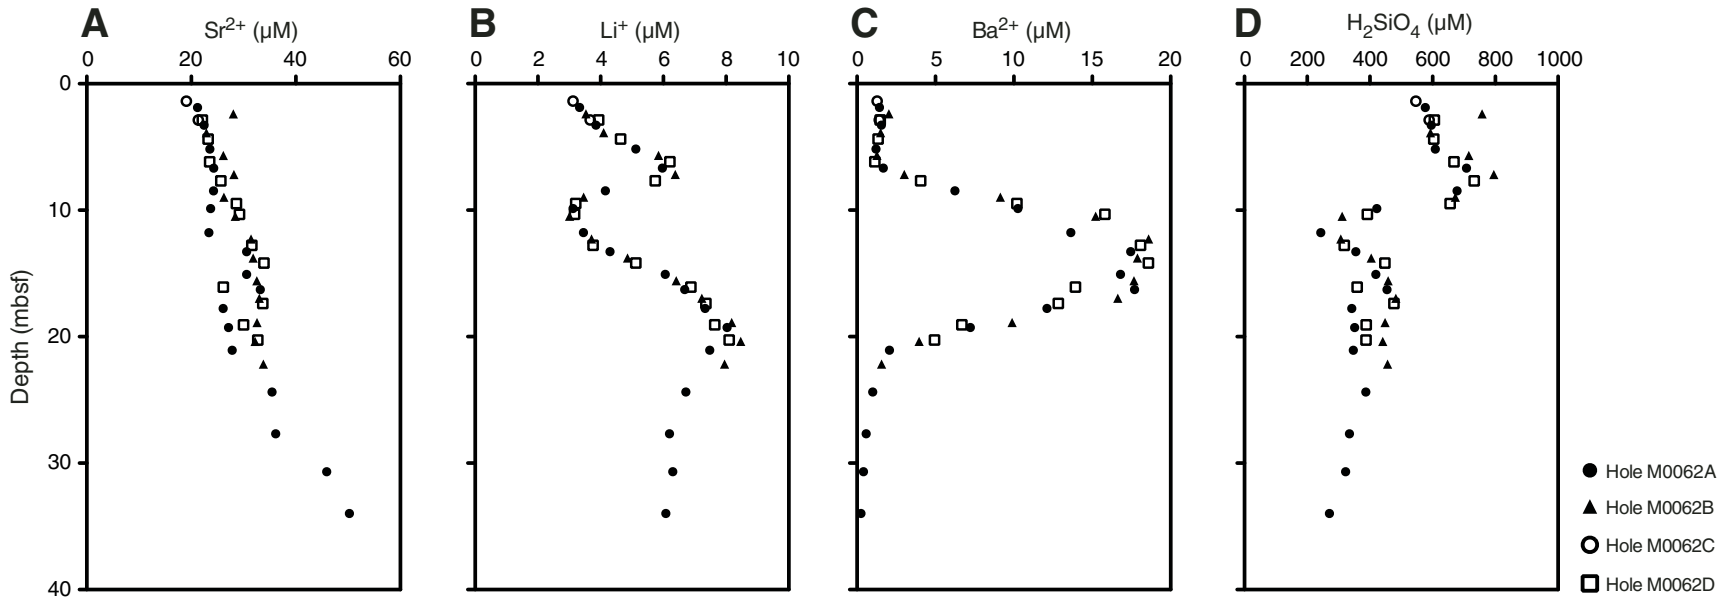 A
Sr2+ (µM)
0 20 40 60
B
Li+ (µM)
0 2 4 6 8 10
C
Ba2+ (µM)
0 5 10 15 20
D
H2SiO4 (µM)
0 200 400 600 800 1000
Depth (mbsf)
0
10
20
30
40
Hole M0062A
Hole M0062B
Hole M0062C
Hole M0062D